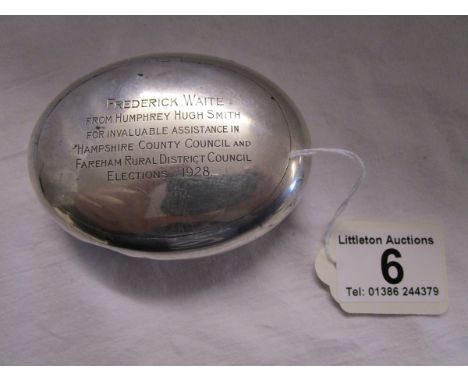 FREDERICK WAITE
FROM HUMPHREY HUGH SMITH
FOR INVALUABLE ASSISTANCE IN
HAMPSHIRE COUNTY COUNCIL AND
FAREHAM RURAL DISTRICT COUNCIL
ELECTIONS 1928
Littleton Auctions
6
Tel: 01386 244379